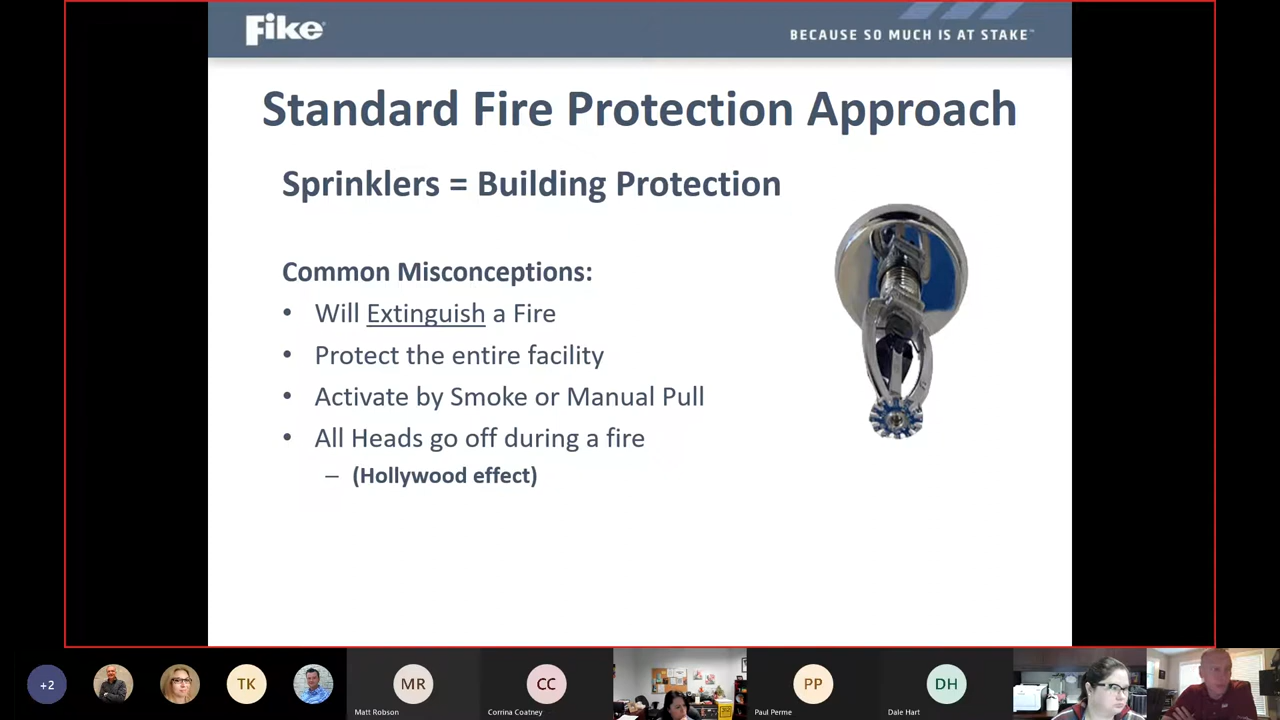 Fike
BECAUSE SO MUCH IS AT STAKE™
Standard Fire Protection Approach
Sprinklers = Building Protection
Common Misconceptions:
• Will Extinguish a Fire
• Protect the entire facility
• Activate by Smoke or Manual Pull
• All Heads go off during a fire
– (Hollywood effect)
+2
TK
MR
CC
PP
DH
Matt Robson
Corrina Coatney
Paul Perme
Dale Hart